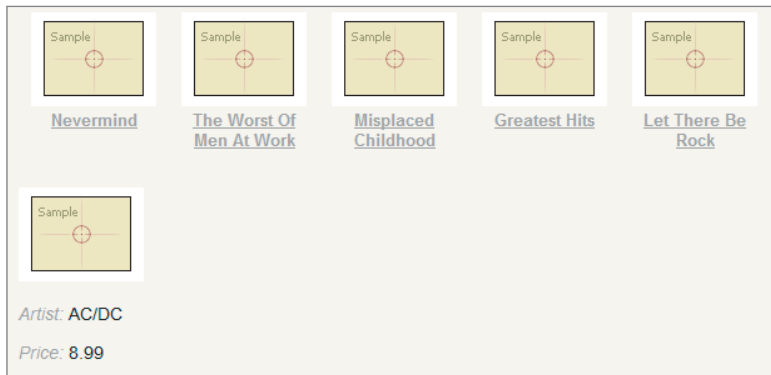 Sample Sample Sample Sample Sample
Nevermind The Worst Of Misplaced Greatest Hits Let There Be
Men At Work Childhood Rock
Sample
Artist: AC/DC
Price: 8.99